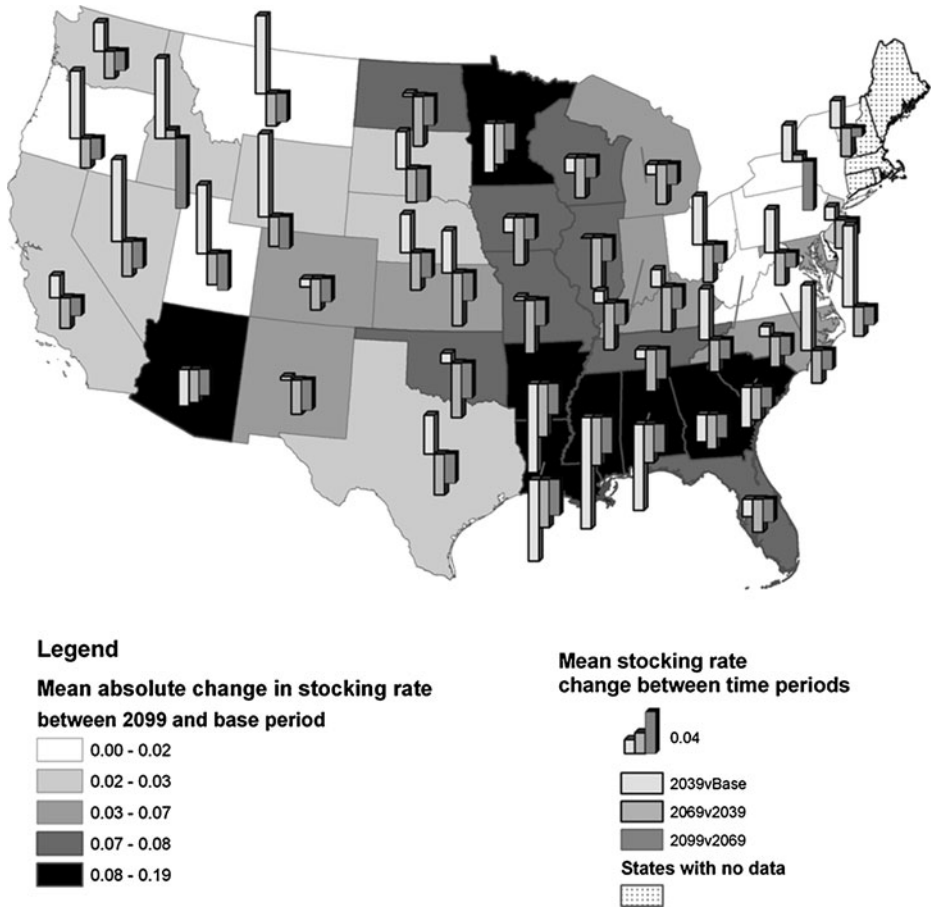 Legend
Mean absolute change in stocking rate
between 2099 and base period
0.00 - 0.02
0.02 - 0.03
0.03 - 0.07
0.07 - 0.08
0.08 - 0.19
Mean stocking rate
change between time periods
0.04
2039vBase
2069v2039
2099v2069
States with no data